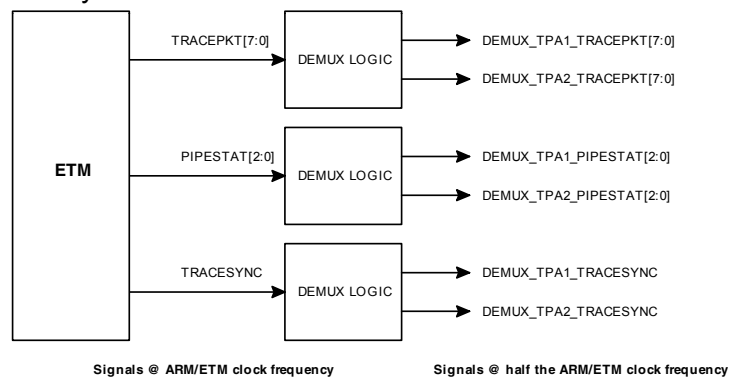 TRACEPKT[7:0]
DEMUX LOGIC
DEMUX_TPA1_TRACEPKT[7:0]
DEMUX_TPA2_TRACEPKT[7:0]
ETM
PIPESTAT[2:0]
DEMUX LOGIC
DEMUX_TPA1_PIPESTAT[2:0]
DEMUX_TPA2_PIPESTAT[2:0]
TRACESYNC
DEMUX LOGIC
DEMUX_TPA1_TRACESYNC
DEMUX_TPA2_TRACESYNC
Signals @ ARM/ETM clock frequency
Signals @ half the ARM/ETM clock frequency